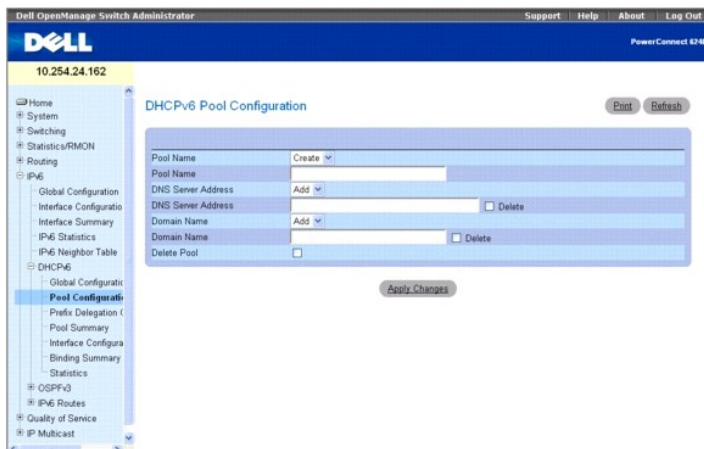 Dell OpenManage Switch Administrator
Support Help About Log Out
DELL
PowerConnect 6248
10.254.24.162
Home
System
Switching
Statistics/RMON
Routing
IPv6
Global Configuration
Interface Configuratio
Interface Summary
IPv6 Statistics
IPv6 Neighbor Table
DHCPv6
Global Configuratic
Pool Configuratio
Prefix Delegation C
Pool Summary
Interface Configura
Binding Summary
Statistics
OSPFv3
IPv6 Routes
Quality of Service
IP Multicast
DHCPv6 Pool Configuration
Print Refresh
Pool Name Create
Pool Name
DNS Server Address Add
DNS Server Address Delete
Domain Name Add
Domain Name Delete
Delete Pool
Apply Changes